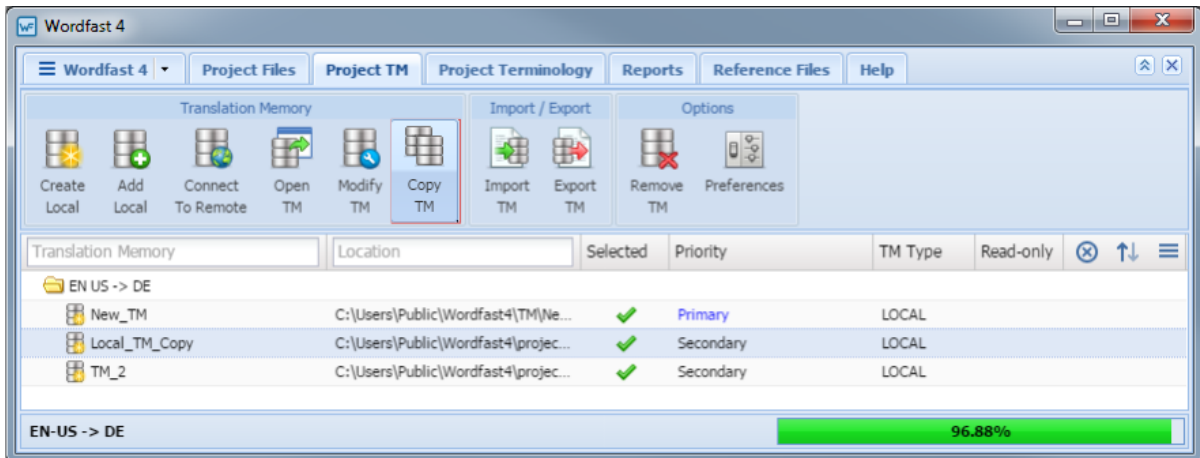 Wordfast 4
Wordfast 4 Project Files Project TM Project Terminology Reports Reference Files Help
Translation Memory Import / Export Options
Create Local Add Local Connect To Remote Open TM Modify TM Copy TM Import TM Export TM Remove TM Preferences
Translation Memory Location Selected Priority TM Type Read-only
EN US -> DE
New_TM C:\Users\Public\Wordfast4\TM\Ne... Primary LOCAL
Local_TM_Copy C:\Users\Public\Wordfast4\projec... Secondary LOCAL
TM_2 C:\Users\Public\Wordfast4\projec... Secondary LOCAL
EN-US -> DE 96.88%